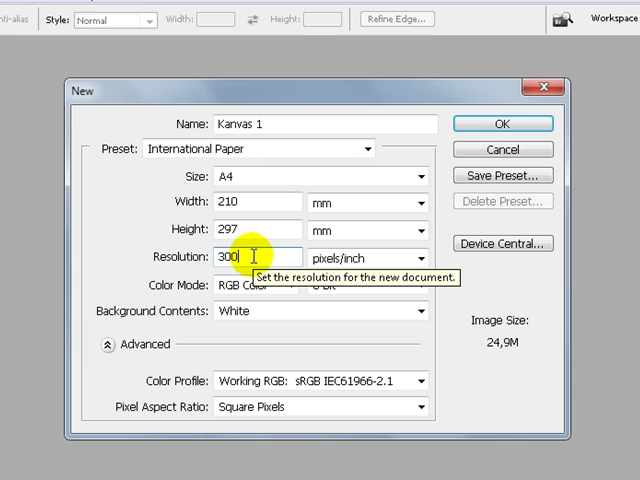 nti-alias Style: Normal Width: Height: Refine Edge... Workspace
New
Name: Kanvas 1 OK
Preset: International Paper Cancel
Size: A4 Save Preset...
Width: 210 mm Delete Preset...
Height: 297 mm
Resolution: 300 pixels/inch Device Central...
Set the resolution for the new document.
Color Mode: RGB Color 8 bit
Background Contents: White
Image Size:
Advanced 24,9M
Color Profile: Working RGB: sRGB IEC61966-2.1
Pixel Aspect Ratio: Square Pixels